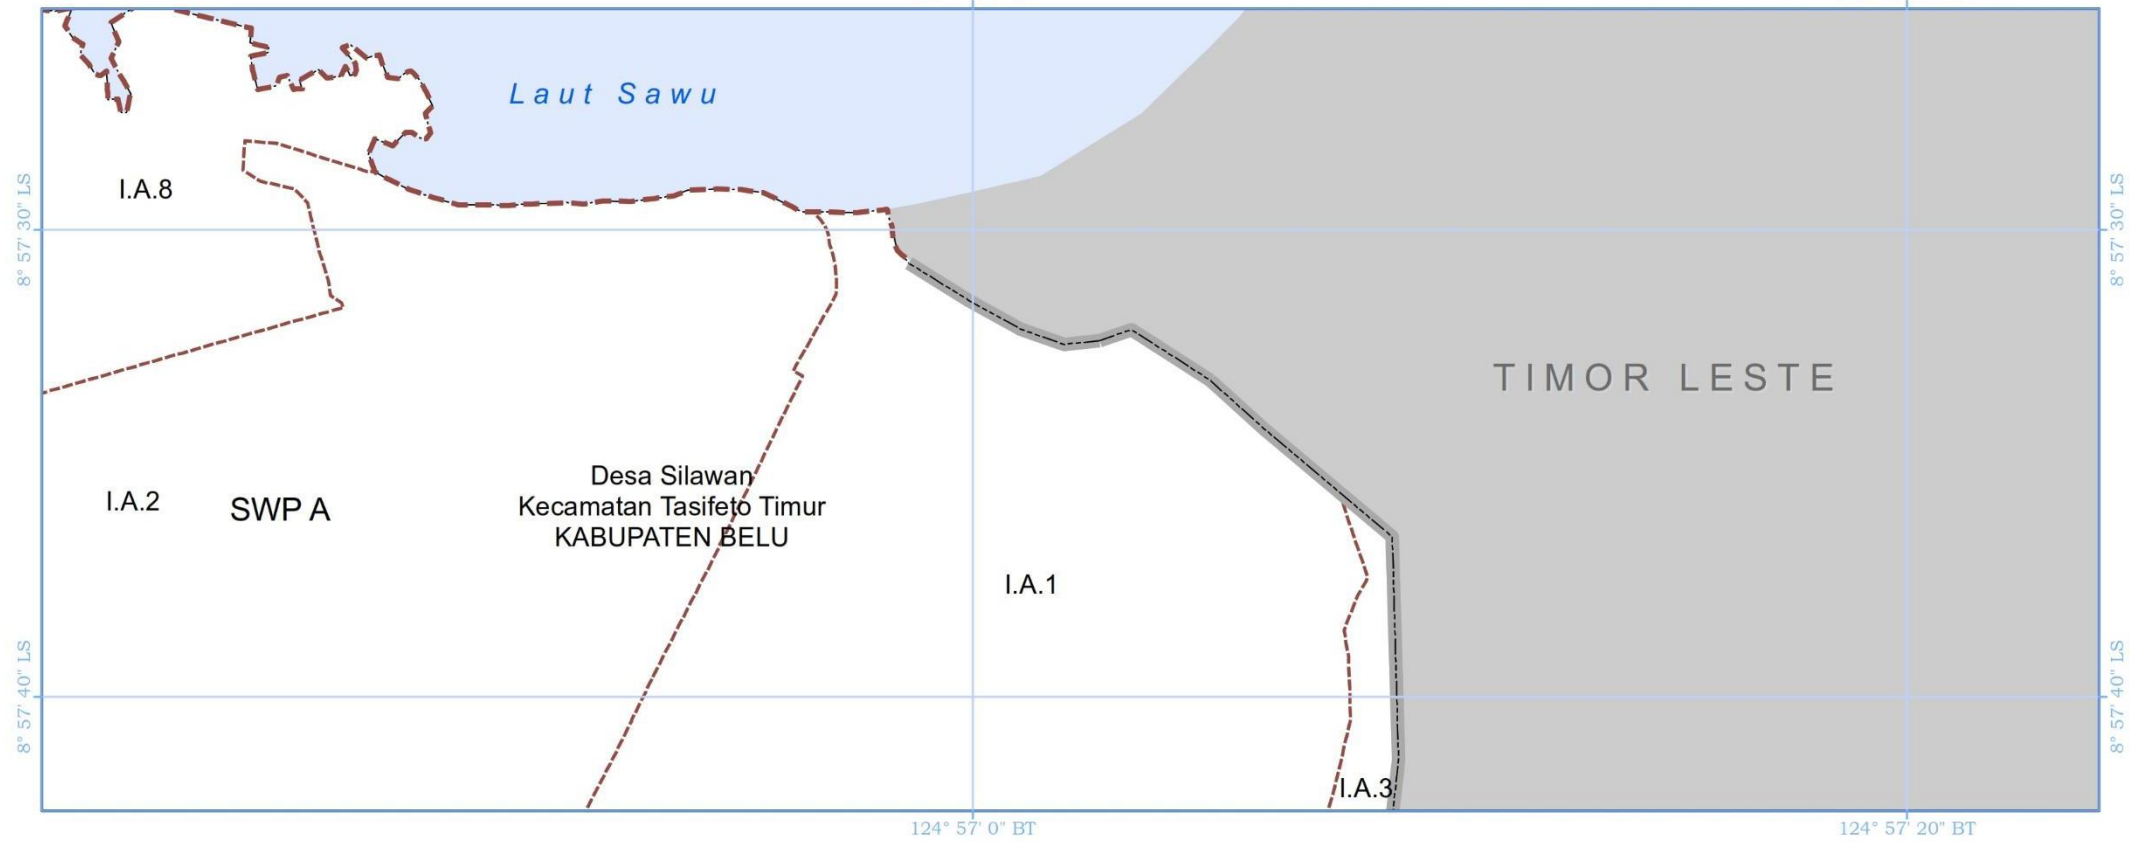 Laut Sawu
I.A.8
8° 57' 30" LS
8° 57' 30" LS
TIMOR LESTE
I.A.2
SWP A
Desa Silawan
Kecamatan Tasifeto Timur
KABUPATEN BELU
I.A.1
8° 57' 40" LS
8° 57' 40" LS
I.A.3
124° 57' 0" BT
124° 57' 20" BT